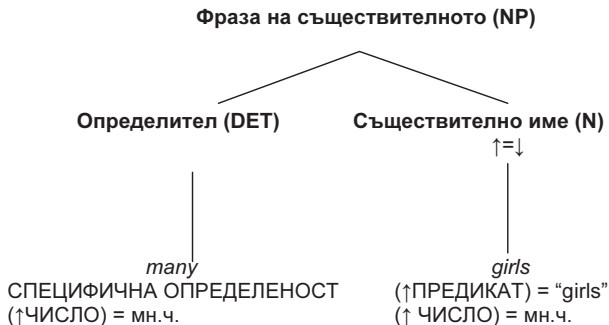 Фраза на съществителното (NP)
Определител (DET) Съществително име (N)
↑=↓
many girls
СПЕЦИФИЧНА ОПРЕДЕЛЕНОСТ (↑ПРЕДИКАТ) = “girls”
(↑ЧИСЛО) = мн.ч. (↑ ЧИСЛО) = мн.ч.